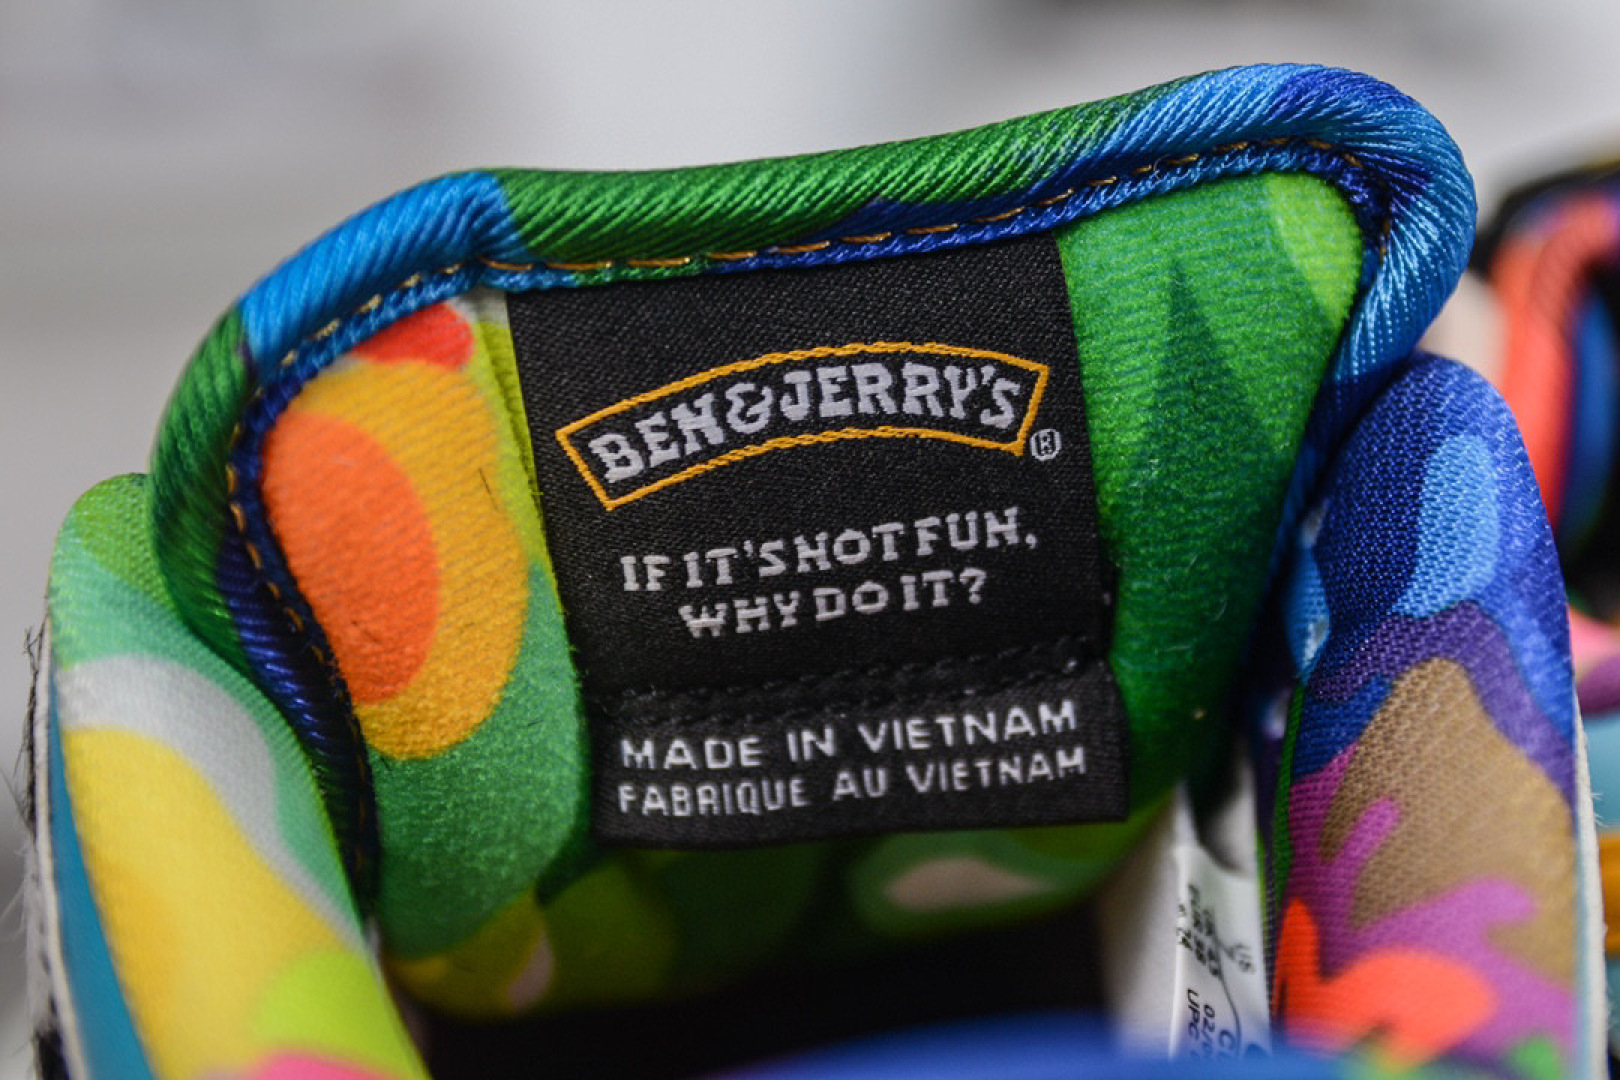 BEN & JERRY'S ®
IF IT'S NOT FUN,
WHY DO IT?
MADE IN VIETNAM
FABRIQUE AU VIETNAM